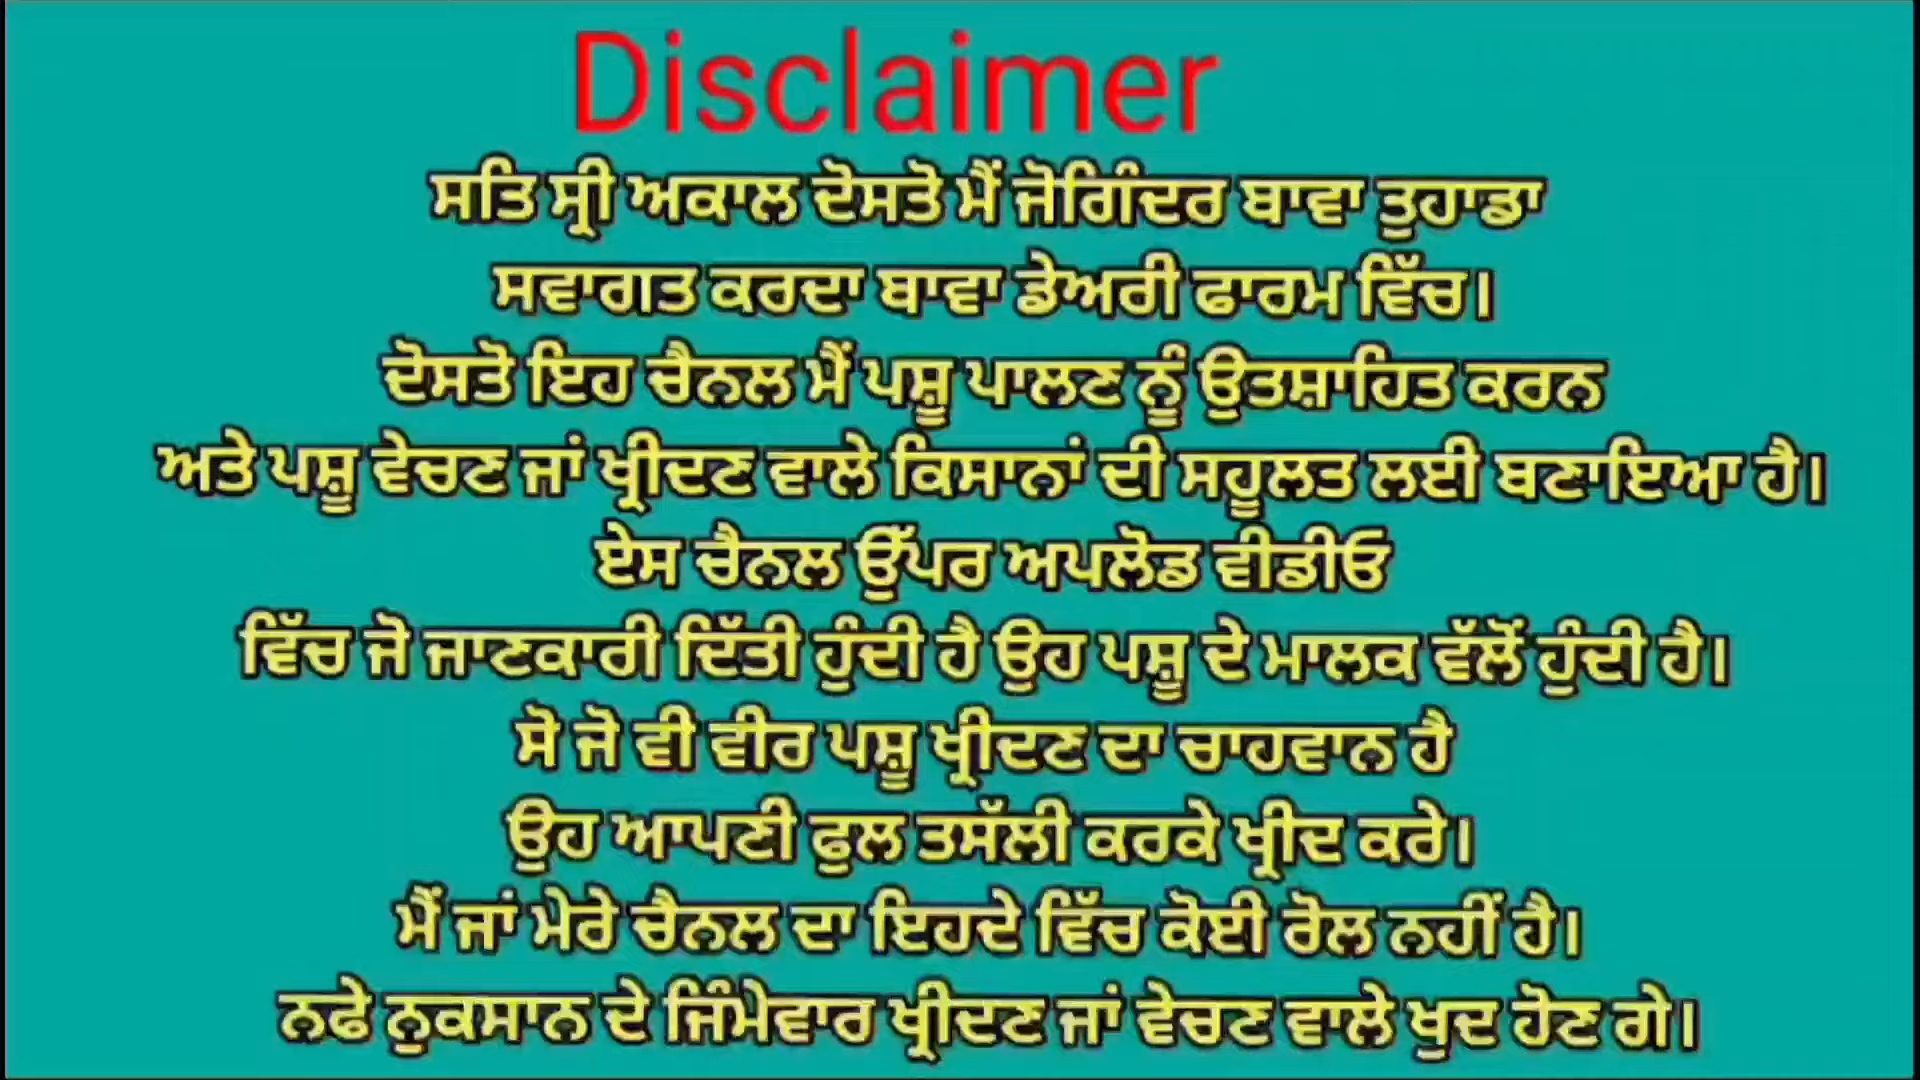 Disclaimer
ਸਤਿ ਸ੍ਰੀ ਅਕਾਲ ਦੋਸਤੋ ਮੈਂ ਜੋਗਿੰਦਰ ਬਾਵਾ ਤੁਹਾਡਾ
ਸਵਾਗਤ ਕਰਦਾ ਬਾਵਾ ਡੇਅਰੀ ਫਾਰਮ ਵਿੱਚ।
ਦੋਸਤੋ ਇਹ ਚੈਨਲ ਮੈਂ ਪਸ਼ੂ ਪਾਲਣ ਨੂੰ ਉਤਸ਼ਾਹਿਤ ਕਰਨ
ਅਤੇ ਪਸ਼ੂ ਵੇਚਣ ਜਾਂ ਖ੍ਰੀਦਣ ਵਾਲੇ ਕਿਸਾਨਾਂ ਦੀ ਸਹੂਲਤ ਲਈ ਬਣਾਇਆ ਹੈ।
ਏਸ ਚੈਨਲ ਉੱਪਰ ਅਪਲੋਡ ਵੀਡੀਓ
ਵਿੱਚ ਜੋ ਜਾਣਕਾਰੀ ਦਿੱਤੀ ਹੁੰਦੀ ਹੈ ਉਹ ਪਸ਼ੂ ਦੇ ਮਾਲਕ ਵੱਲੋਂ ਹੁੰਦੀ ਹੈ।
ਸੋ ਜੋ ਵੀ ਵੀਰ ਪਸ਼ੂ ਖ੍ਰੀਦਣ ਦਾ ਚਾਹਵਾਨ ਹੈ
ਉਹ ਆਪਣੀ ਫੁਲ ਤਸੱਲੀ ਕਰਕੇ ਖ੍ਰੀਦ ਕਰੇ।
ਮੈਂ ਜਾਂ ਮੇਰੇ ਚੈਨਲ ਦਾ ਇਹਦੇ ਵਿੱਚ ਕੋਈ ਰੋਲ ਨਹੀਂ ਹੈ।
ਨਫੇ ਨੁਕਸਾਨ ਦੇ ਜਿੰਮੇਵਾਰ ਖ੍ਰੀਦਣ ਜਾਂ ਵੇਚਣ ਵਾਲੇ ਖੁਦ ਹੋਣ ਗੇ।